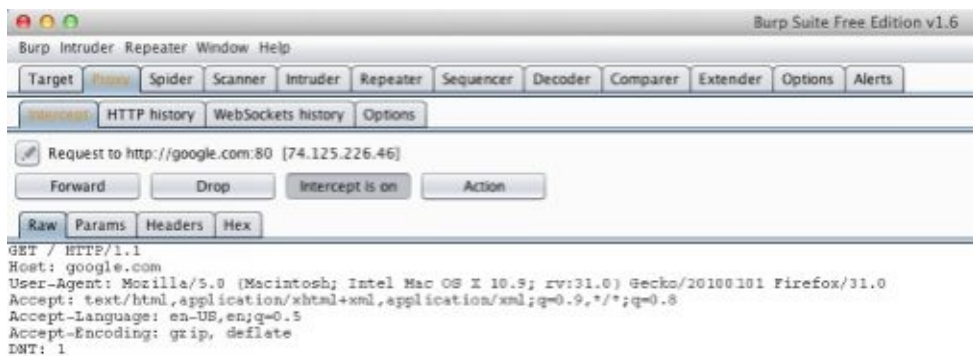 Burp Suite Free Edition v1.6
Burp Intruder Repeater Window Help
Target Proxy Spider Scanner Intruder Repeater Sequencer Decoder Comparer Extender Options Alerts
Intercept HTTP history WebSockets history Options
Request to http://google.com:80 [74.125.226.46]
Forward Drop Intercept is on Action
Raw Params Headers Hex
GET / HTTP/1.1
Host: google.com
User-Agent: Mozilla/5.0 (Macintosh; Intel Mac OS X 10.9; rv:31.0) Gecko/20100101 Firefox/31.0
Accept: text/html,application/xhtml+xml,application/xml;q=0.9,*/*;q=0.8
Accept-Language: en-US,en;q=0.5
Accept-Encoding: gzip, deflate
DNT: 1